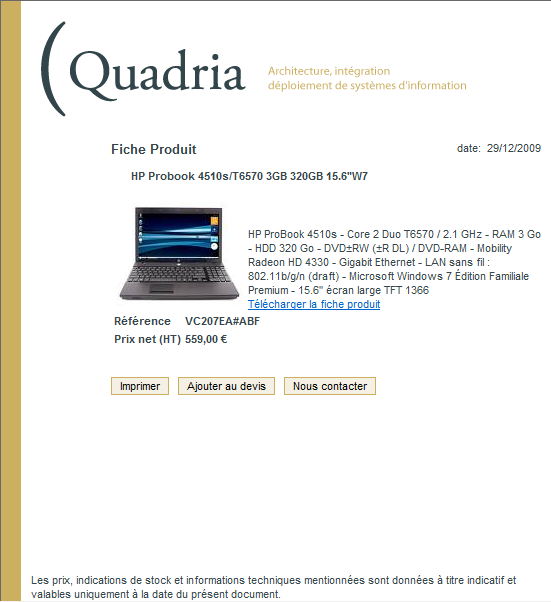 Quadria
Architecture, intégration
déploiement de systèmes d'information
Fiche Produit
date: 29/12/2009
HP Probook 4510s/T6570 3GB 320GB 15.6"W7
HP ProBook 4510s - Core 2 Duo T6570 / 2.1 GHz - RAM 3 Go
- HDD 320 Go - DVD±RW (±R DL) / DVD-RAM - Mobility
Radeon HD 4330 - Gigabit Ethernet - LAN sans fil :
802.11b/g/n (draft) - Microsoft Windows 7 Édition Familiale
Premium - 15.6" écran large TFT 1366
Télécharger la fiche produit
Référence VC207EA#ABF
Prix net (HT) 559,00 €
Imprimer Ajouter au devis Nous contacter
Les prix, indications de stock et informations techniques mentionnées sont données à titre indicatif et
valables uniquement à la date du présent document.